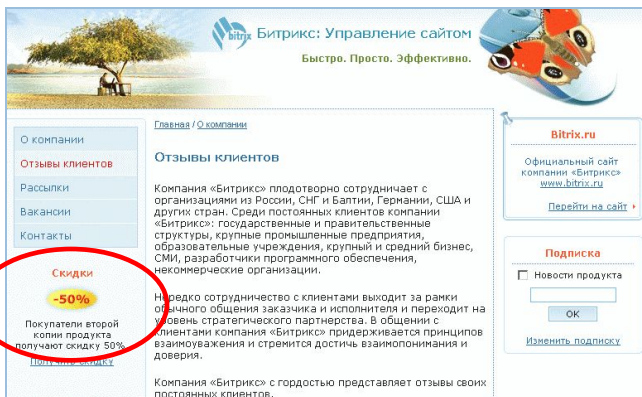 bitrix
Битрикс: Управление сайтом
Быстро. Просто. Эффективно.
О компании
Отзывы клиентов
Рассылки
Вакансии
Контакты
Скидки
-50%
Покупатели второй
копии продукта
получают скидку 50%
Получить скидку
Главная / О компании
Отзывы клиентов
Компания «Битрикс» плодотворно сотрудничает с
организациями из России, СНГ и Балтии, Германии, США и
других стран. Среди постоянных клиентов компании
«Битрикс»: государственные и правительственные
структуры, крупные промышленные предприятия,
образовательные учреждения, крупный и средний бизнес,
СМИ, разработчики программного обеспечения,
некоммерческие организации.
Нередко сотрудничество с клиентами выходит за рамки
обычного общения заказчика и исполнителя и переходит на
уровень стратегического партнерства. В общении с
клиентами компания «Битрикс» придерживается принципов
взаимоуважения и стремится достичь взаимопонимания и
доверия.
Компания «Битрикс» с гордостью представляет отзывы своих
постоянных клиентов.
Bitrix.ru
Официальный сайт
компании «Битрикс»
www.bitrix.ru
Перейти на сайт
Подписка
Новости продукта
OK
Изменить подписку